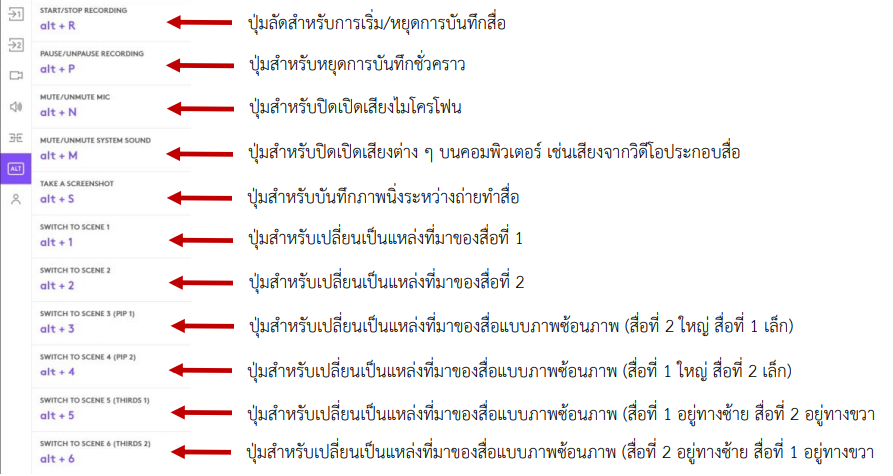 START/STOP RECORDING
alt + R
ปุ่มลัดสำหรับการเริ่ม/หยุดการบันทึกสื่อ
PAUSE/UNPAUSE RECORDING
alt + P
ปุ่มสำหรับหยุดการบันทึกชั่วคราว
MUTE/UNMUTE MIC
alt + N
ปุ่มสำหรับปิดเปิดเสียงไมโครโฟน
MUTE/UNMUTE SYSTEM SOUND
alt + M
ปุ่มสำหรับปิดเปิดเสียงต่าง ๆ บนคอมพิวเตอร์ เช่นเสียงจากวิดีโอประกอบสื่อ
ALT
TAKE A SCREENSHOT
alt + S
ปุ่มสำหรับบันทึกภาพนิ่งระหว่างถ่ายทำสื่อ
SWITCH TO SCENE 1
alt + 1
ปุ่มสำหรับเปลี่ยนเป็นแหล่งที่มาของสื่อที่ 1
SWITCH TO SCENE 2
alt + 2
ปุ่มสำหรับเปลี่ยนเป็นแหล่งที่มาของสื่อที่ 2
SWITCH TO SCENE 3 (PIP 1)
alt + 3
ปุ่มสำหรับเปลี่ยนเป็นแหล่งที่มาของสื่อแบบภาพซ้อนภาพ (สื่อที่ 2 ใหญ่ สื่อที่ 1 เล็ก)
SWITCH TO SCENE 4 (PIP 2)
alt + 4
ปุ่มสำหรับเปลี่ยนเป็นแหล่งที่มาของสื่อแบบภาพซ้อนภาพ (สื่อที่ 1 ใหญ่ สื่อที่ 2 เล็ก)
SWITCH TO SCENE 5 (THIRDS 1)
alt + 5
ปุ่มสำหรับเปลี่ยนเป็นแหล่งที่มาของสื่อแบบภาพซ้อนภาพ (สื่อที่ 1 อยู่ทางซ้าย สื่อที่ 2 อยู่ทางขวา
SWITCH TO SCENE 6 (THIRDS 2)
alt + 6
ปุ่มสำหรับเปลี่ยนเป็นแหล่งที่มาของสื่อแบบภาพซ้อนภาพ (สื่อที่ 2 อยู่ทางซ้าย สื่อที่ 1 อยู่ทางขวา